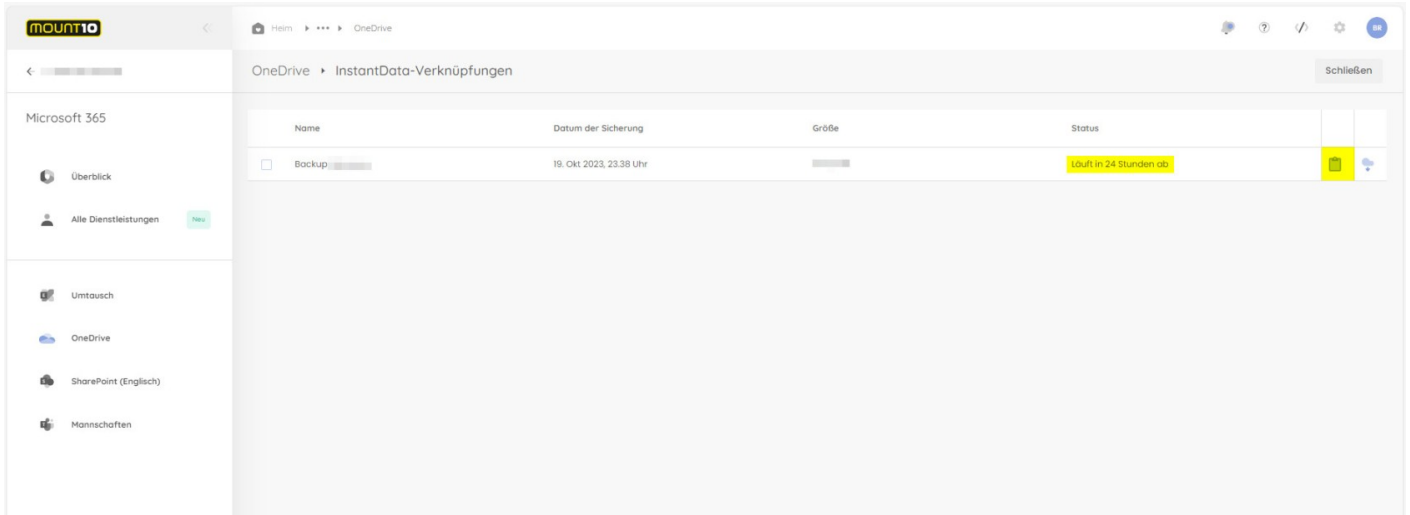 MOUNT10
Heim OneDrive
BB
OneDrive InstantData-Verknüpfungen
Schließen
Microsoft 365
Überblick
Alle Dienstleistungen Neu
Umtausch
OneDrive
SharePoint (Englisch)
Mannschaften
Name Datum der Sicherung Größe Status
Backup 19. Okt 2023, 23.38 Uhr Läuft in 24 Stunden ab